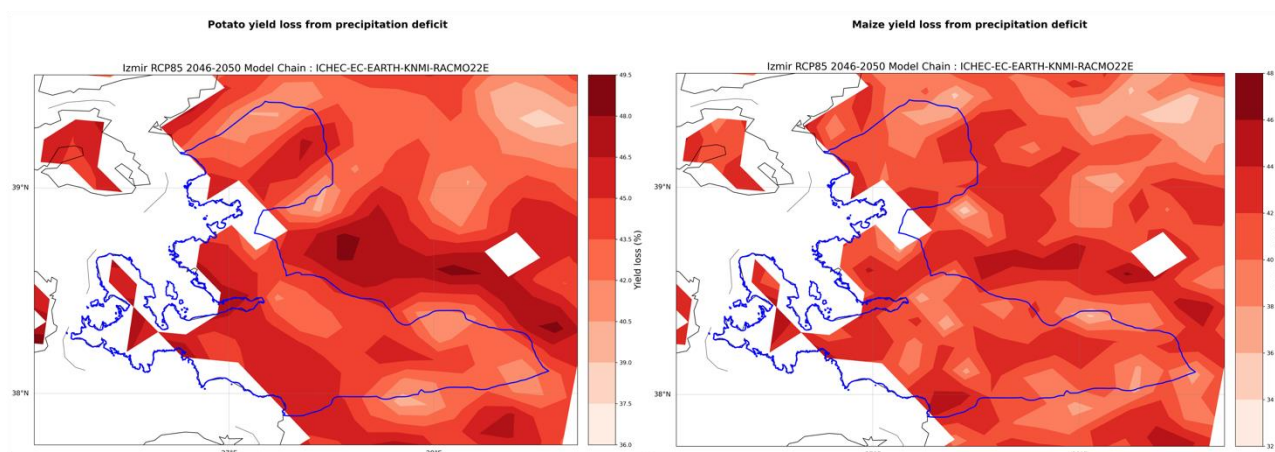 Potato yield loss from precipitation deficit
Izmir RCP85 2046-2050 Model Chain : ICHEC-EC-EARTH-KNMI-RACMO22E
39°N
38°N
49.5
48.0
46.5
45.0
43.5
42.0
40.5
39.0
37.5
36.0
Yield loss (%)
Maize yield loss from precipitation deficit
Izmir RCP85 2046-2050 Model Chain : ICHEC-EC-EARTH-KNMI-RACMO22E
39°N
38°N
48
46
44
42
40
38
36
34
32